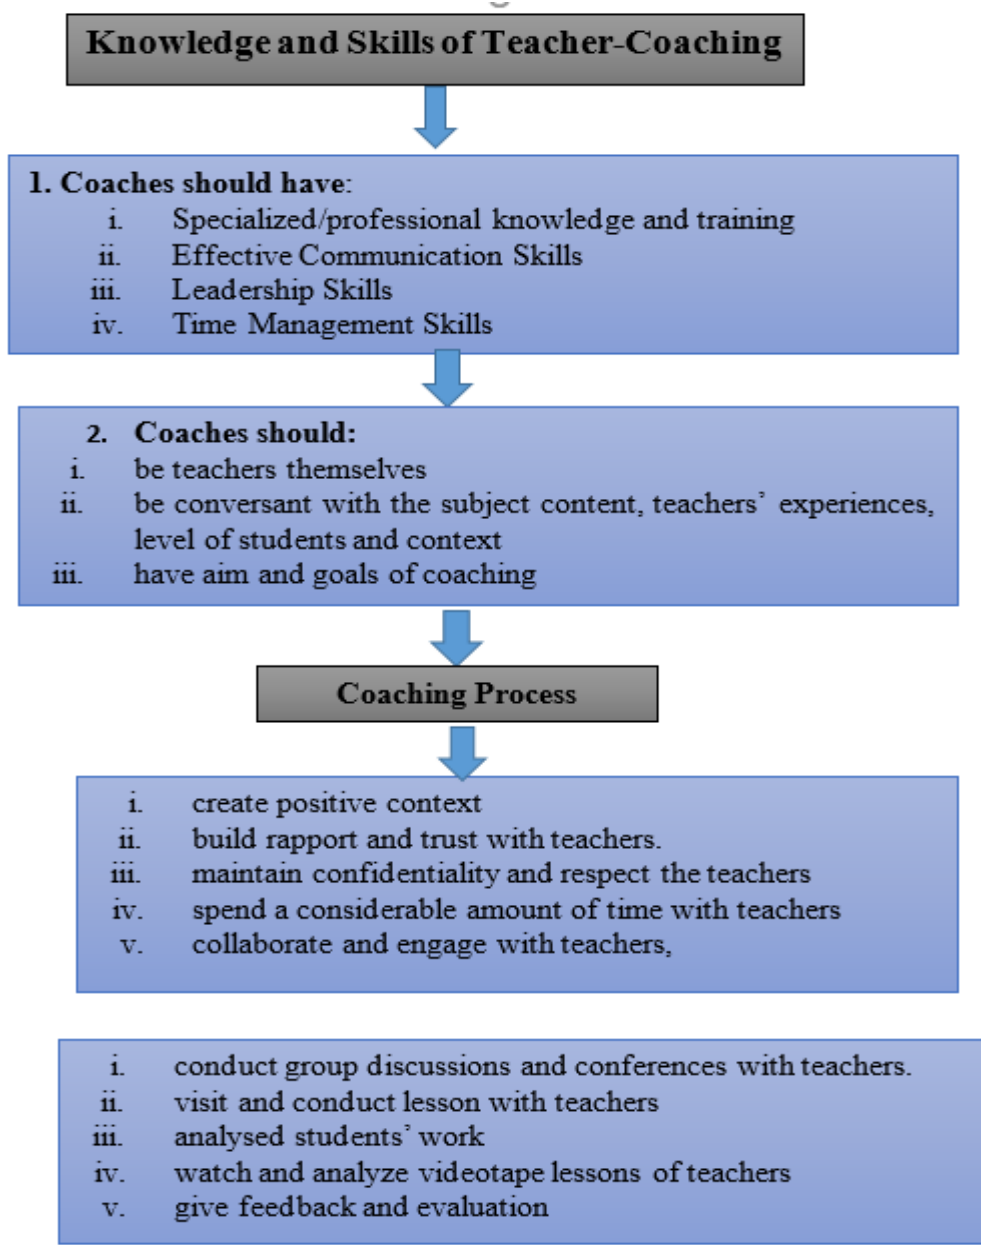 Knowledge and Skills of Teacher-Coaching
1. Coaches should have:
i. Specialized/professional knowledge and training
ii. Effective Communication Skills
iii. Leadership Skills
iv. Time Management Skills
2. Coaches should:
i. be teachers themselves
ii. be conversant with the subject content, teachers’ experiences,
level of students and context
iii. have aim and goals of coaching
Coaching Process
i. create positive context
ii. build rapport and trust with teachers.
iii. maintain confidentiality and respect the teachers
iv. spend a considerable amount of time with teachers
v. collaborate and engage with teachers,
i. conduct group discussions and conferences with teachers.
ii. visit and conduct lesson with teachers
iii. analysed students’ work
iv. watch and analyze videotape lessons of teachers
v. give feedback and evaluation